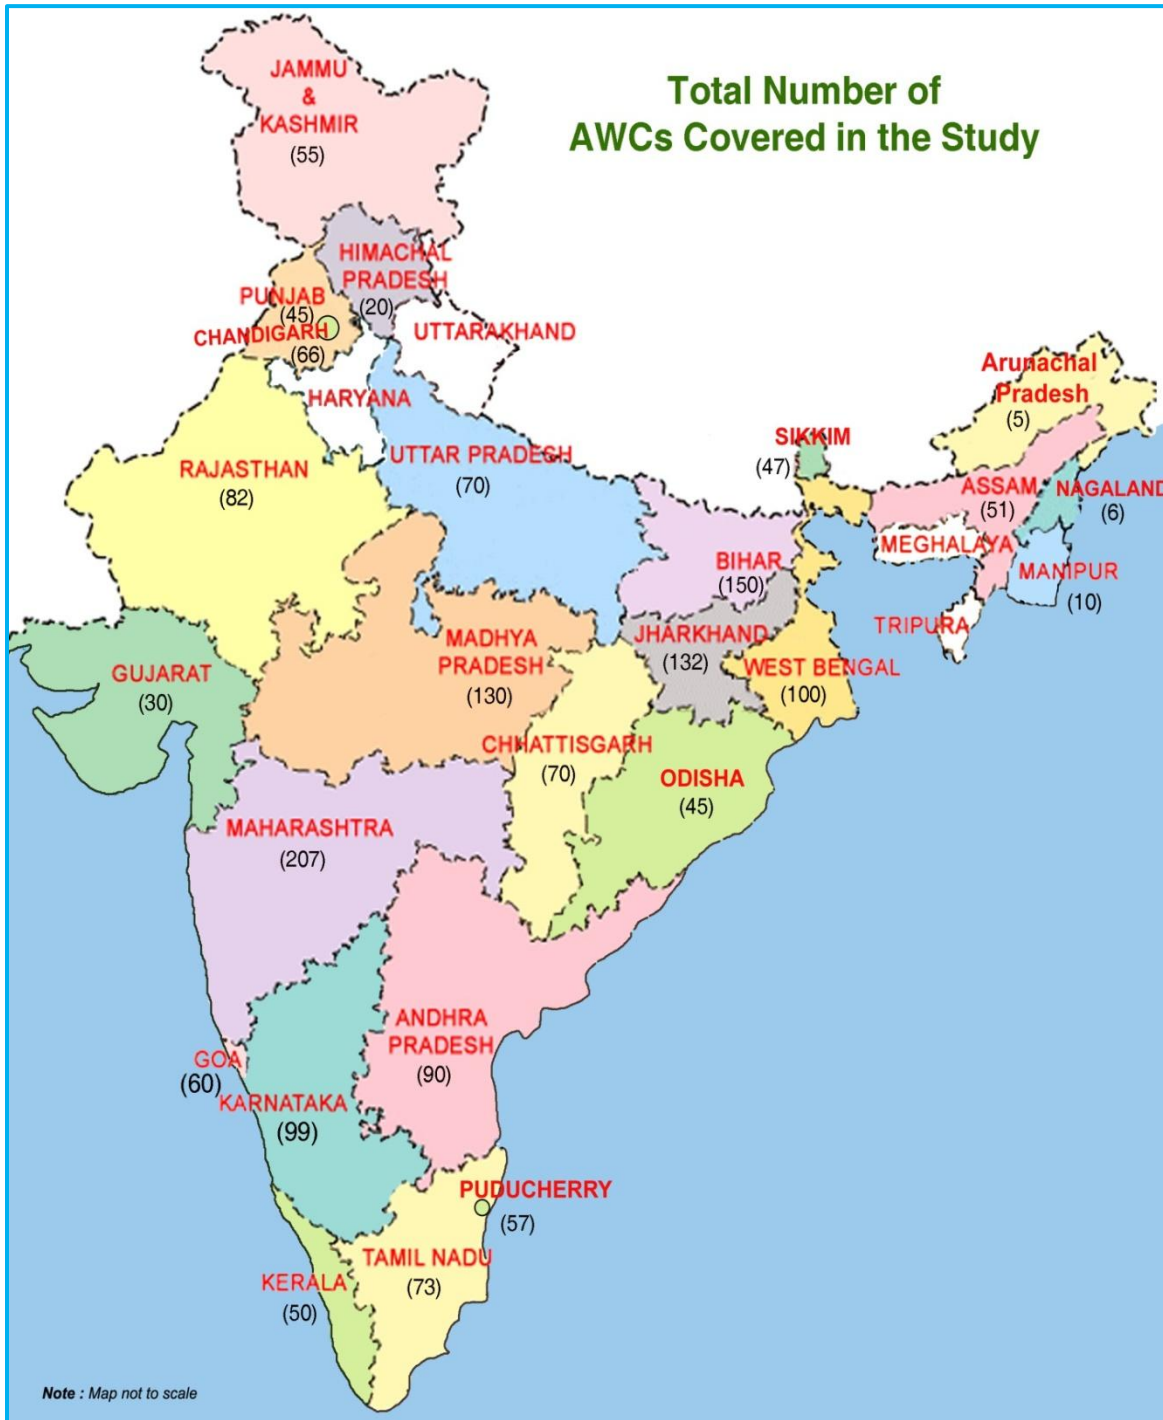 Total Number of
AWCs Covered in the Study
JAMMU
&
KASHMIR
(55)
HIMACHAL
PRADESH
(20)
PUNJAB
(45)
CHANDIGARH
(66)
UTTARAKHAND
HARYANA
Arunachal
Pradesh
(5)
SIKKIM
(47)
RAJASTHAN
(82)
UTTAR PRADESH
(70)
ASSAM
(51)
NAGALAND
(6)
MEGHALAYA
BIHAR
(150)
MANIPUR
(10)
TRIPURA
JHARKHAND
(132)
MADHYA
PRADESH
(130)
WEST BENGAL
(100)
GUJARAT
(30)
CHHATTISGARH
(70)
ODISHA
(45)
MAHARASHTRA
(207)
ANDHRA
PRADESH
(90)
GOA
(60)
KARNATAKA
(99)
PUDUCHERRY
(57)
TAMIL NADU
(73)
KERALA
(50)
Note : Map not to scale